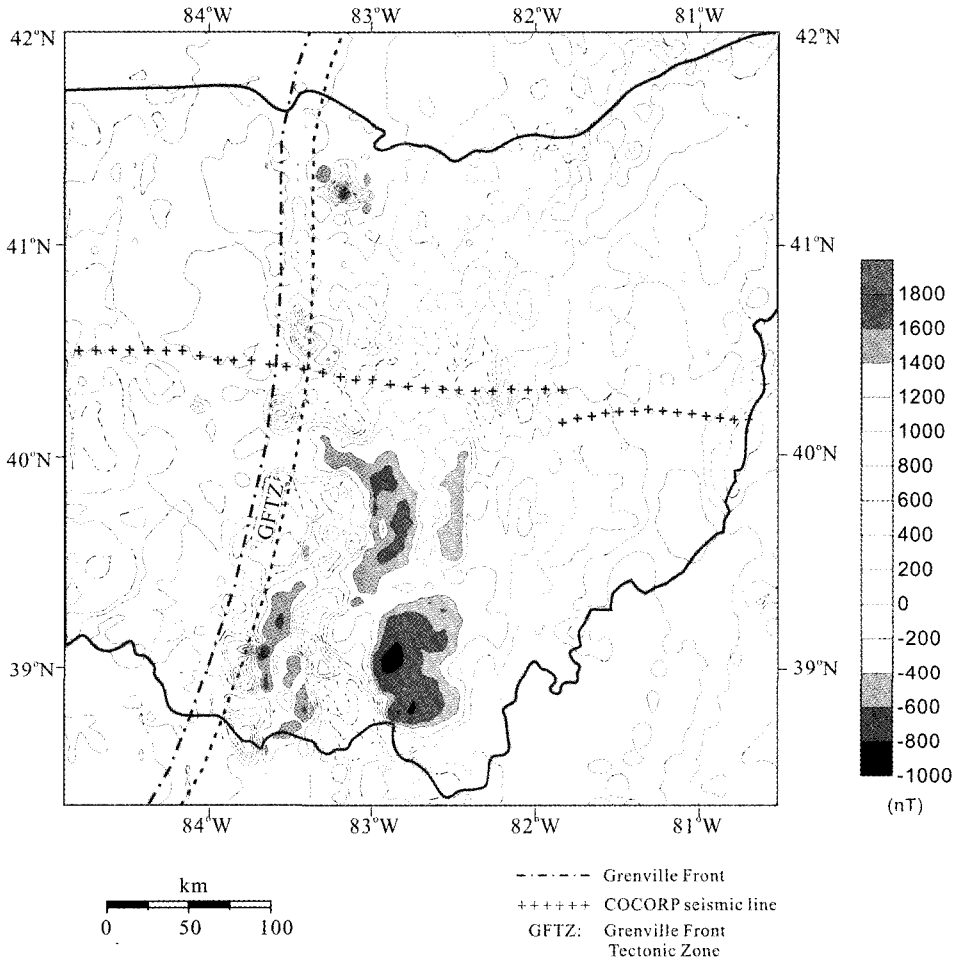 84°W 83°W 82°W 81°W
42°N 42°N
41°N 41°N
1800
1600
1400
1200
1000
40°N 40°N
800
600
GFTZ
400
200
0
-200
39°N 39°N
-400
-600
-800
-1000
(nT)
84°W 83°W 82°W 81°W
km
0 50 100
Grenville Front
COCORP seismic line
GFTZ: Grenville Front
Tectonic Zone